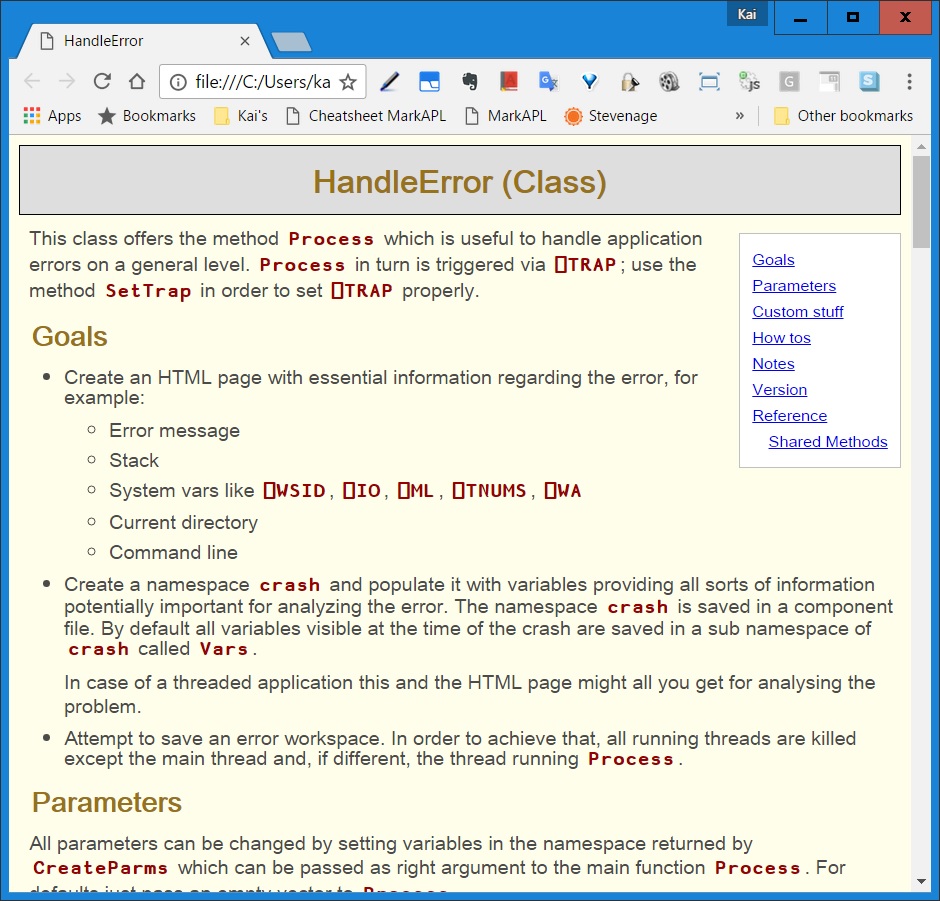 Kai
HandleError
file:///C:/Users/ka
Apps
Bookmarks
Kai's
Cheatsheet MarkAPL
MarkAPL
Stevenage
»
Other bookmarks
HandleError (Class)
This class offers the method Process which is useful to handle application
errors on a general level. Process in turn is triggered via ⎕TRAP; use the
method SetTrap in order to set ⎕TRAP properly.
Goals
Parameters
Custom stuff
How tos
Notes
Version
Reference
Shared Methods
Goals
• Create an HTML page with essential information regarding the error, for
example:
○ Error message
○ Stack
○ System vars like ⎕WSID, ⎕IO, ⎕ML, ⎕TNUMS, ⎕WA
○ Current directory
○ Command line
• Create a namespace crash and populate it with variables providing all sorts of information
potentially important for analyzing the error. The namespace crash is saved in a component
file. By default all variables visible at the time of the crash are saved in a sub namespace of
crash called Vars.
In case of a threaded application this and the HTML page might all you get for analysing the
problem.
• Attempt to save an error workspace. In order to achieve that, all running threads are killed
except the main thread and, if different, the thread running Process.
Parameters
All parameters can be changed by setting variables in the namespace returned by
CreateParms which can be passed as right argument to the main function Process. For
defaults just pass an empty vector to Process